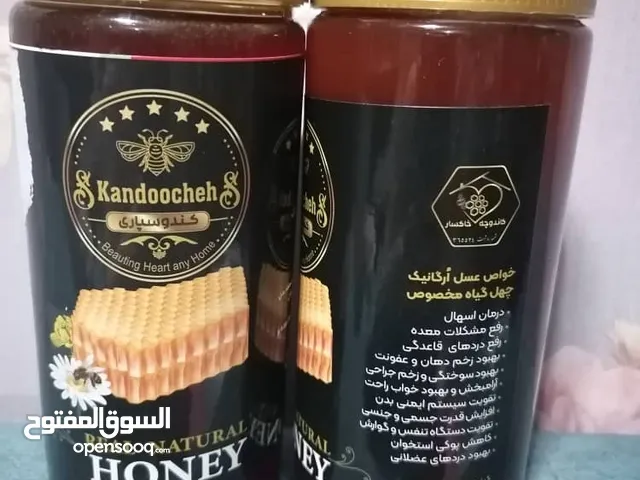 Kandoocheh
کندوسپاری
Beauting Heart any Home
NATURAL
HONEY
کندوچه خاکسار
خواص عسل اُرگانیک
چهل گیاه مخصوص
- درمان اسهال
- رفع مشکلات معده
- رفع دردهای قاعدگی
- بهبود زخم دهان و عفونت
- بهبود سوختگی و زخم جراحی
- آرامبخش و بهبود خواب راحت
- تقویت سیستم ایمنی بدن
- افزایش قدرت جسمی و جنسی
- تقویت دستگاه تنفس و گوارش
- کاهش پوکی استخوان
- بهبود دردهای عضلانی
السوق المفتوح
opensooq.com